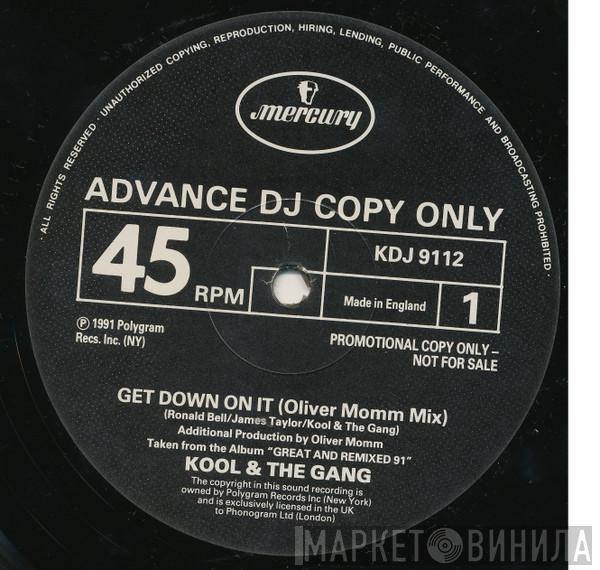 · ALL RIGHTS RESERVED · UNAUTHORIZED COPYING, REPRODUCTION, HIRING, LENDING, PUBLIC PERFORMANCE AND BROADCASTING PROHIBITED ·
mercury
ADVANCE DJ COPY ONLY
45 RPM
KDJ 9112
Made in England
1
Ⓟ 1991 Polygram
Recs. Inc. (NY)
PROMOTIONAL COPY ONLY –
NOT FOR SALE
GET DOWN ON IT (Oliver Momm Mix)
(Ronald Bell/James Taylor/Kool & The Gang)
Additional Production by Oliver Momm
Taken from the Album "GREAT AND REMIXED 91"
KOOL & THE GANG
The copyright in this sound recording is
owned by Polygram Records Inc (New York)
and is exclusively licensed in the UK
to Phonogram Ltd (London)
МАРКЕТ ВИНИЛА